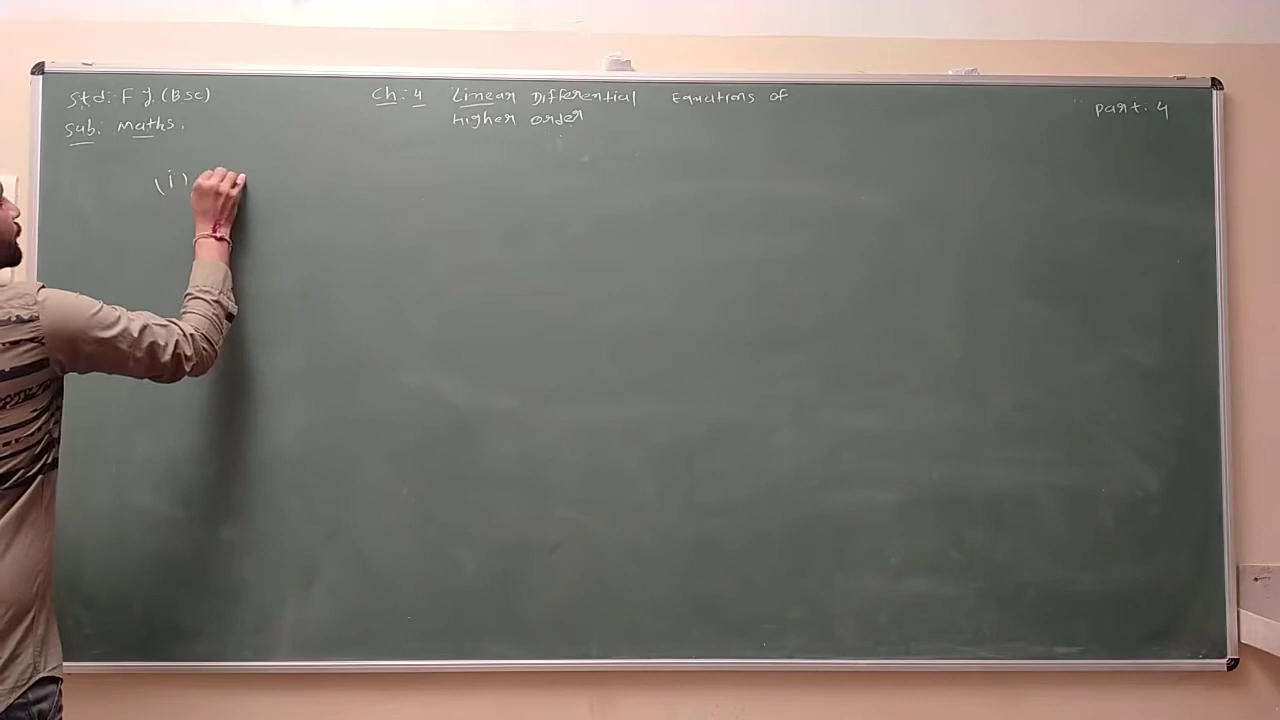 Std: F.Y.(BSC)
Sub: Maths.
Ch: 4 Linear Differential Equations of
Higher order
Part: 4
(i)